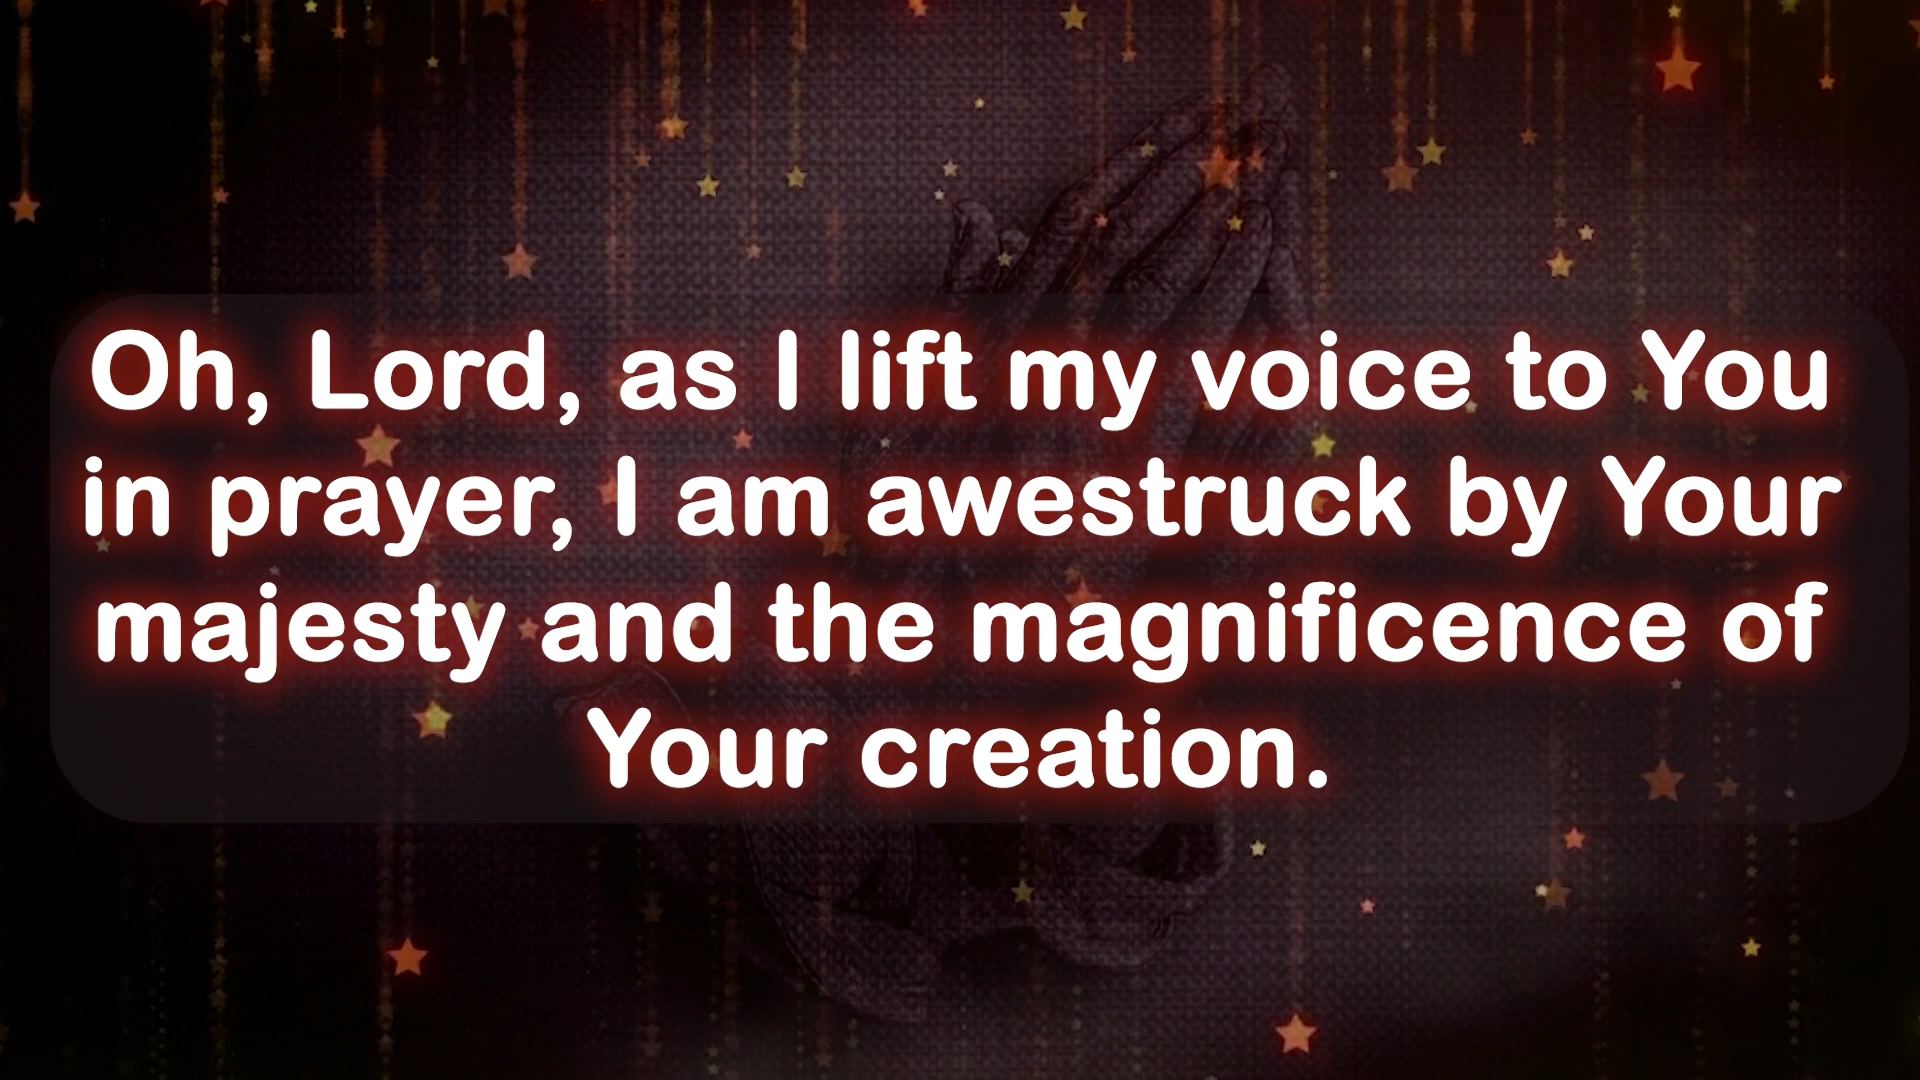 Oh, Lord, as I lift my voice to You
in prayer, I am awestruck by Your
majesty and the magnificence of
Your creation.